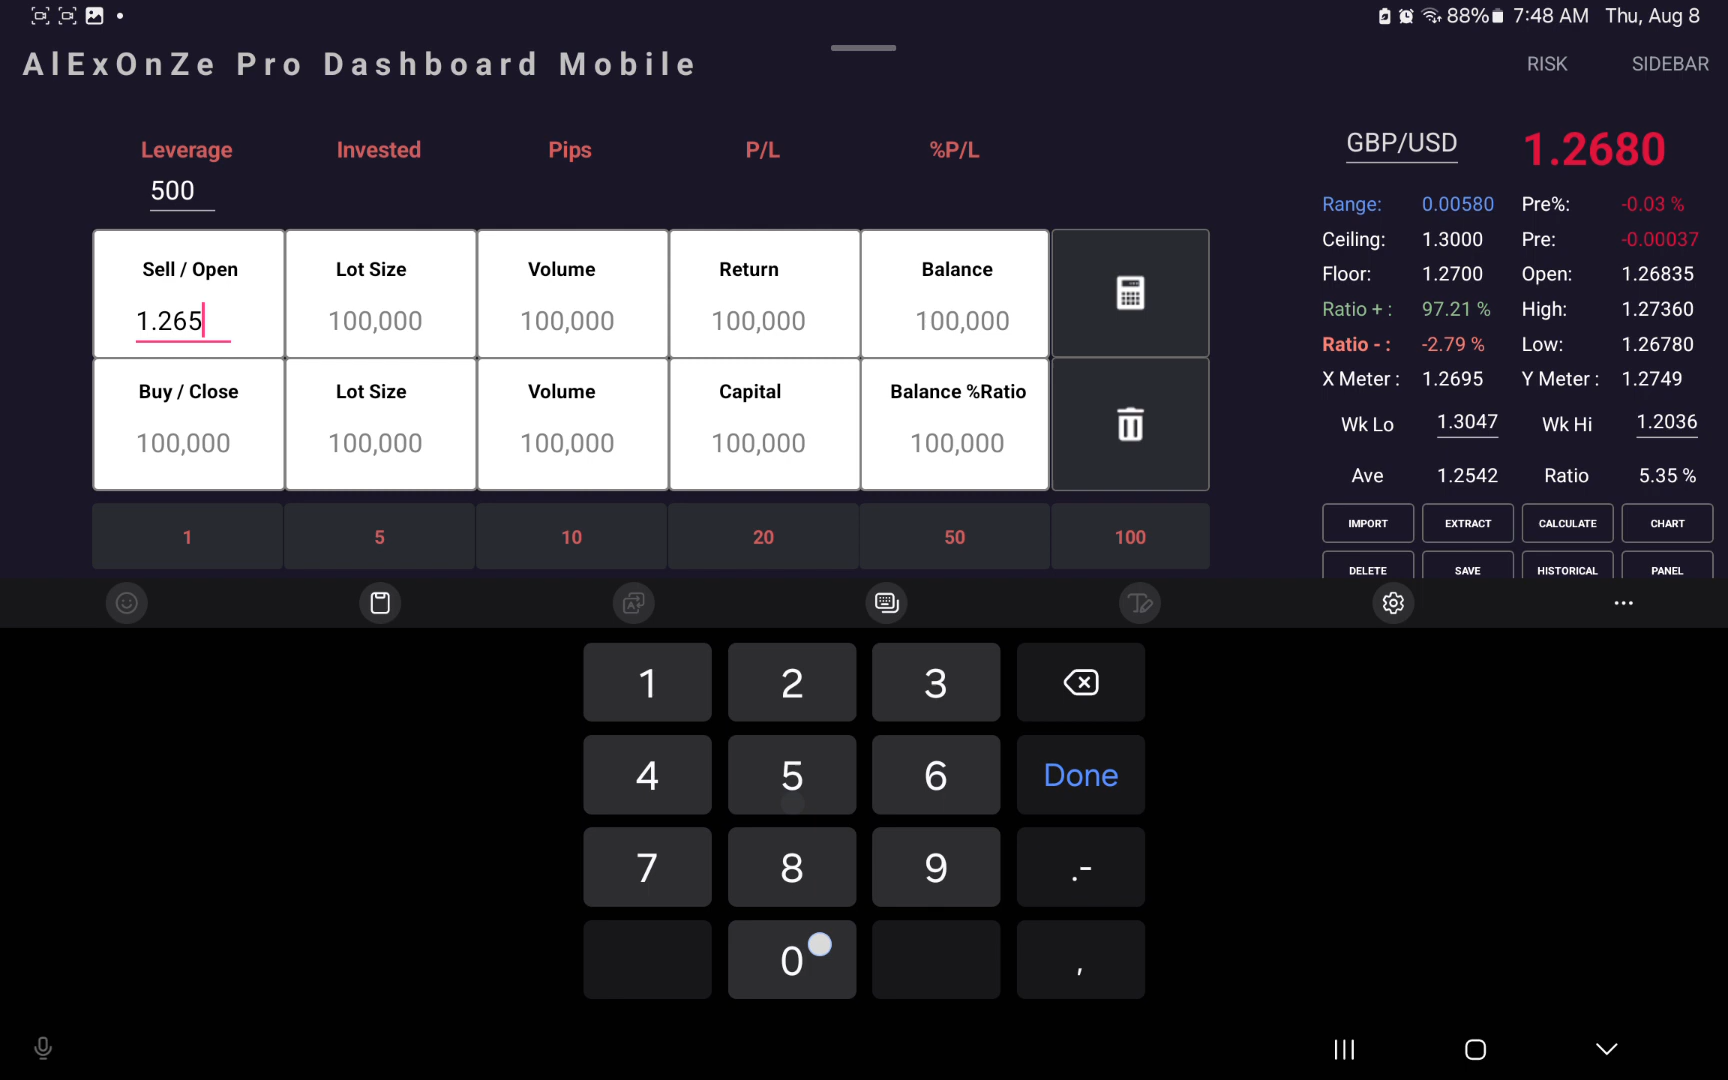 88% 7:48 AM Thu, Aug 8
AlExOnZe Pro Dashboard Mobile
RISK SIDEBAR
Leverage Invested Pips P/L %P/L
500
GBP/USD 1.2680
Range: 0.00580 Pre%: -0.03 %
Ceiling: 1.3000 Pre: -0.00037
Floor: 1.2700 Open: 1.26835
Ratio + : 97.21 % High: 1.27360
Ratio - : -2.79 % Low: 1.26780
X Meter : 1.2695 Y Meter : 1.2749
Wk Lo 1.3047 Wk Hi 1.2036
Ave 1.2542 Ratio 5.35 %
IMPORT EXTRACT CALCULATE CHART
DELETE SAVE HISTORICAL PANEL
Sell / Open Lot Size Volume Return Balance
1.265 100,000 100,000 100,000 100,000
Buy / Close Lot Size Volume Capital Balance %Ratio
100,000 100,000 100,000 100,000 100,000
1 5 10 20 50 100
1 2 3
4 5 6 Done
7 8 9 .-
0 ,